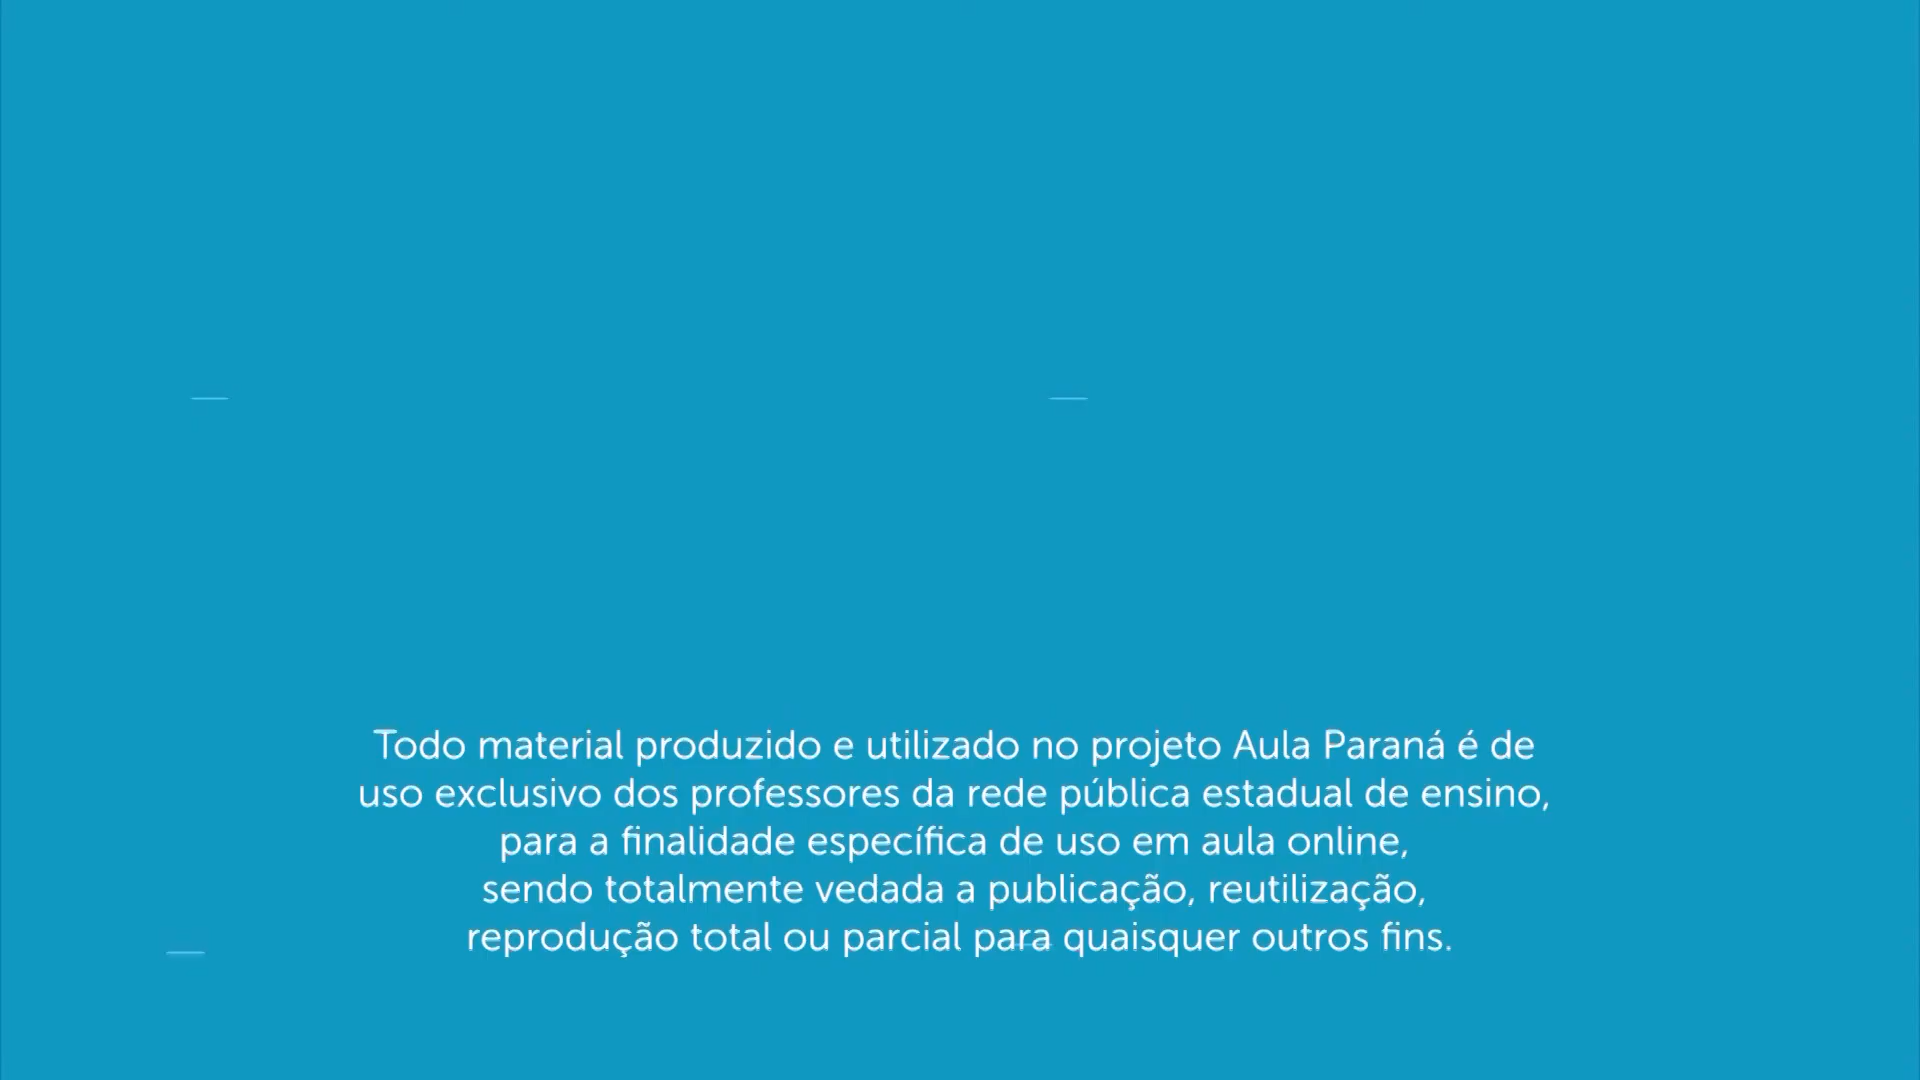 Todo material produzido e utilizado no projeto Aula Paraná é de
uso exclusivo dos professores da rede pública estadual de ensino,
para a finalidade específica de uso em aula online,
sendo totalmente vedada a publicação, reutilização,
reprodução total ou parcial para quaisquer outros fins.